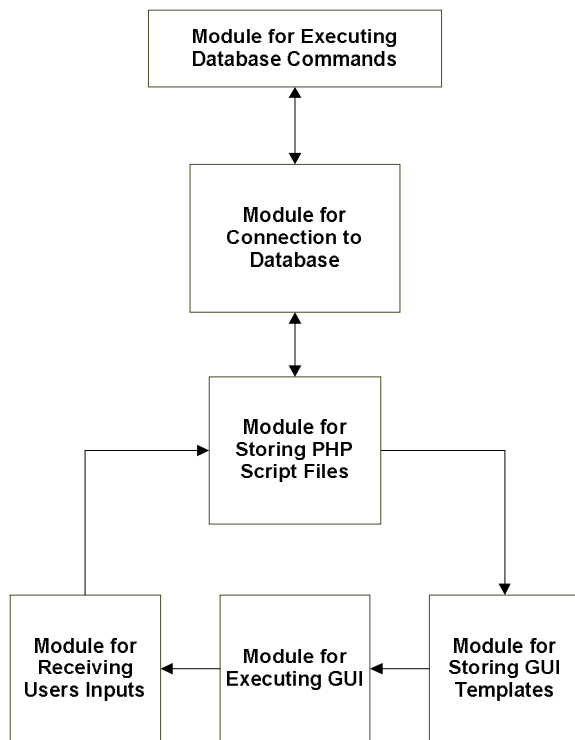 Module for Executing
Database Commands
Module for
Connection to
Database
Module for
Storing PHP
Script Files
Module for
Receiving
Users Inputs
Module for
Executing GUI
Module for
Storing GUI
Templates